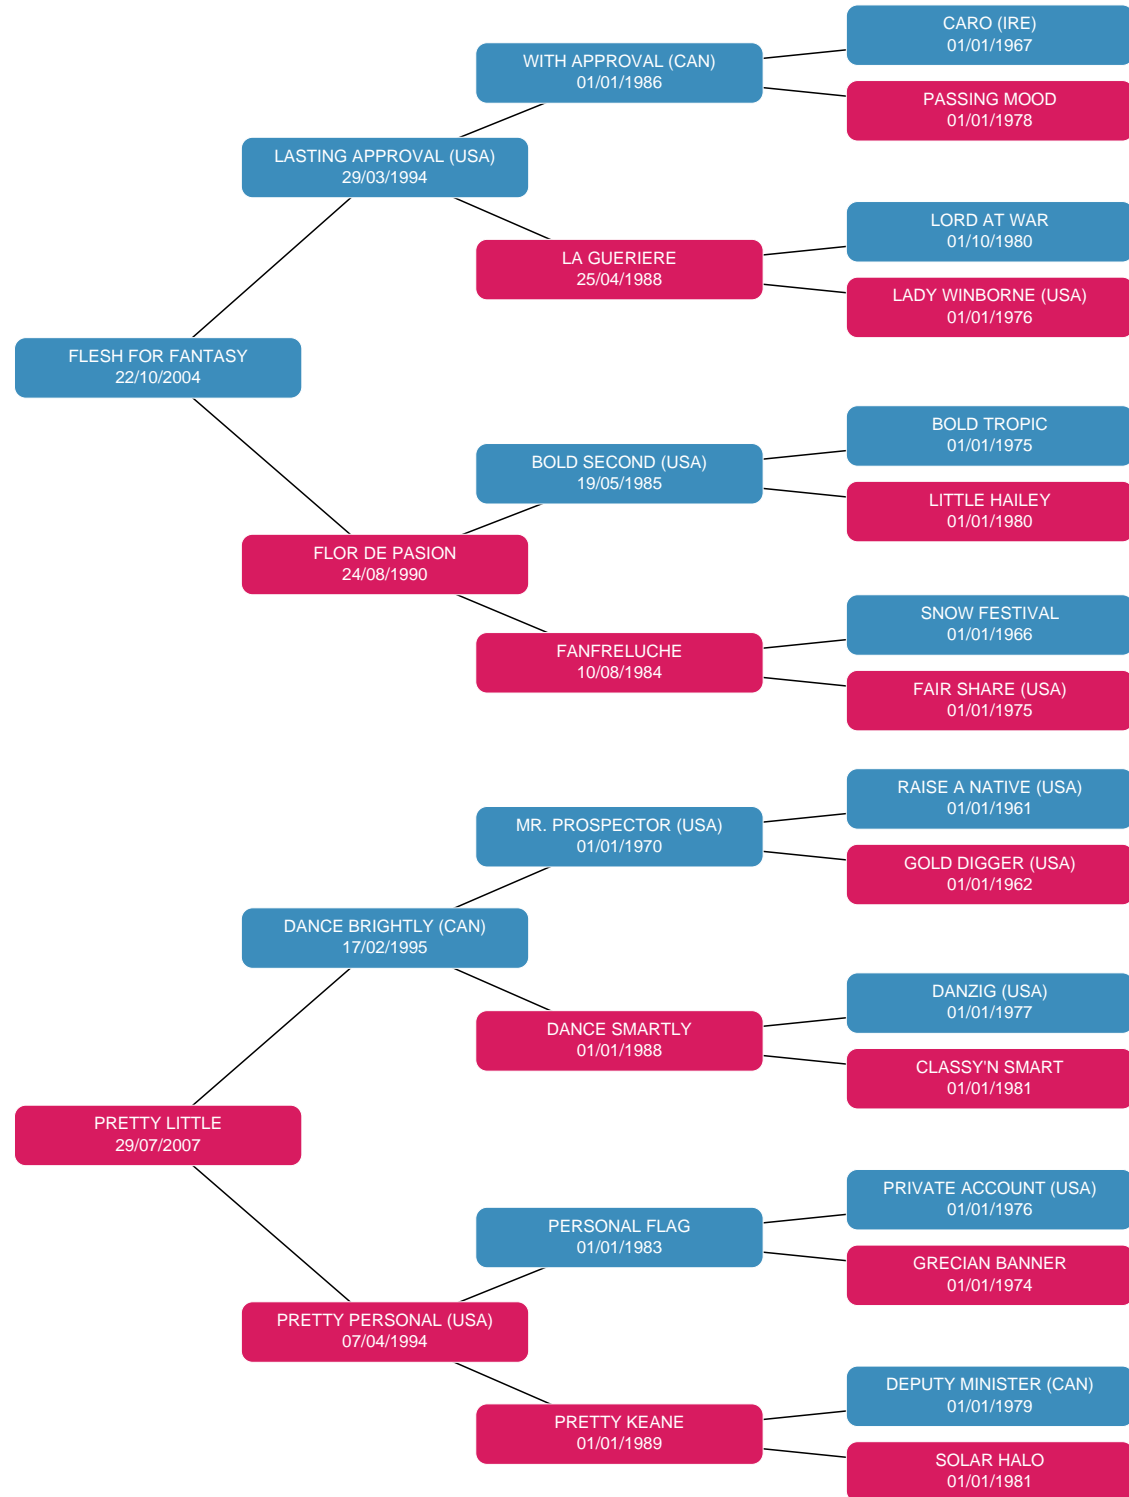 CARO (IRE)
01/01/1967
WITH APPROVAL (CAN)
01/01/1986
PASSING MOOD
01/01/1978
LASTING APPROVAL (USA)
29/03/1994
LORD AT WAR
01/10/1980
LA GUERIERE
25/04/1988
LADY WINBORNE (USA)
01/01/1976
FLESH FOR FANTASY
22/10/2004
BOLD TROPIC
01/01/1975
BOLD SECOND (USA)
19/05/1985
LITTLE HAILEY
01/01/1980
FLOR DE PASION
24/08/1990
SNOW FESTIVAL
01/01/1966
FANFRELUCHE
10/08/1984
FAIR SHARE (USA)
01/01/1975
RAISE A NATIVE (USA)
01/01/1961
MR. PROSPECTOR (USA)
01/01/1970
GOLD DIGGER (USA)
01/01/1962
DANCE BRIGHTLY (CAN)
17/02/1995
DANZIG (USA)
01/01/1977
DANCE SMARTLY
01/01/1988
CLASSY'N SMART
01/01/1981
PRETTY LITTLE
29/07/2007
PRIVATE ACCOUNT (USA)
01/01/1976
PERSONAL FLAG
01/01/1983
GRECIAN BANNER
01/01/1974
PRETTY PERSONAL (USA)
07/04/1994
DEPUTY MINISTER (CAN)
01/01/1979
PRETTY KEANE
01/01/1989
SOLAR HALO
01/01/1981